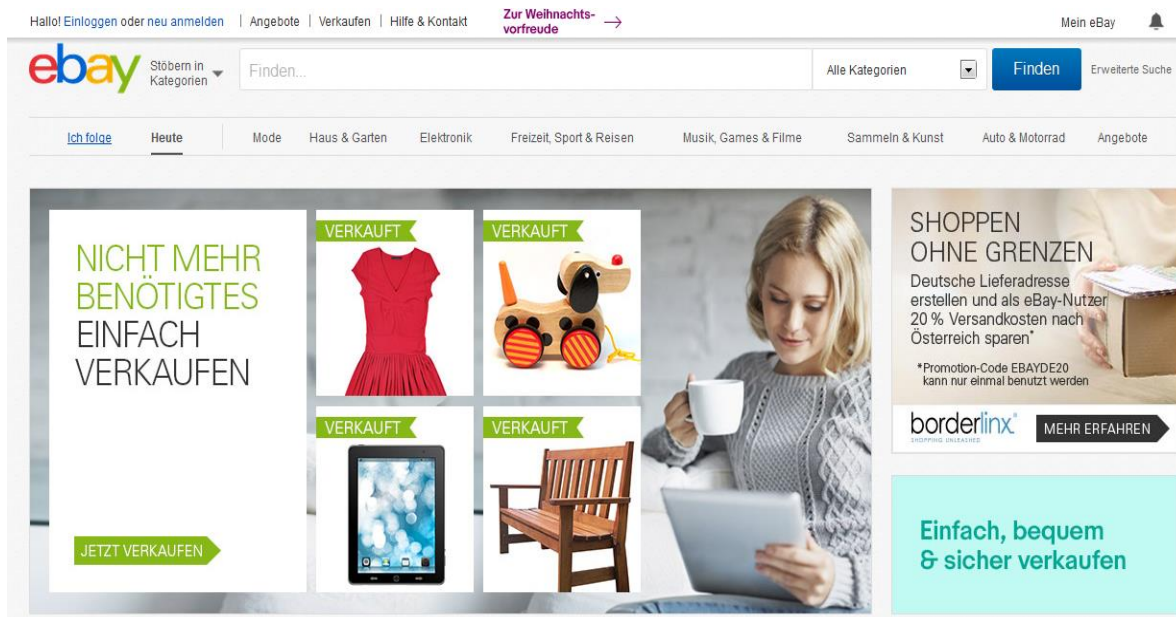 Hallo! Einloggen oder neu anmelden | Angebote | Verkaufen | Hilfe & Kontakt
Zur Weihnachts-
vorfreude →
Mein eBay
ebay
Stöbern in
Kategorien
Finden...
Alle Kategorien
Finden
Erweiterte Suche
Ich folge
Heute
Mode
Haus & Garten
Elektronik
Freizeit, Sport & Reisen
Musik, Games & Filme
Sammeln & Kunst
Auto & Motorrad
Angebote
NICHT MEHR
BENÖTIGTES
EINFACH
VERKAUFEN
JETZT VERKAUFEN
VERKAUFT
VERKAUFT
VERKAUFT
VERKAUFT
SHOPPEN
OHNE GRENZEN
Deutsche Lieferadresse
erstellen und als eBay-Nutzer
20 % Versandkosten nach
Österreich sparen*
*Promotion-Code EBAYDE20
kann nur einmal benutzt werden
borderlinx®
SHOPPING UNLEASHED
MEHR ERFAHREN
Einfach, bequem
& sicher verkaufen